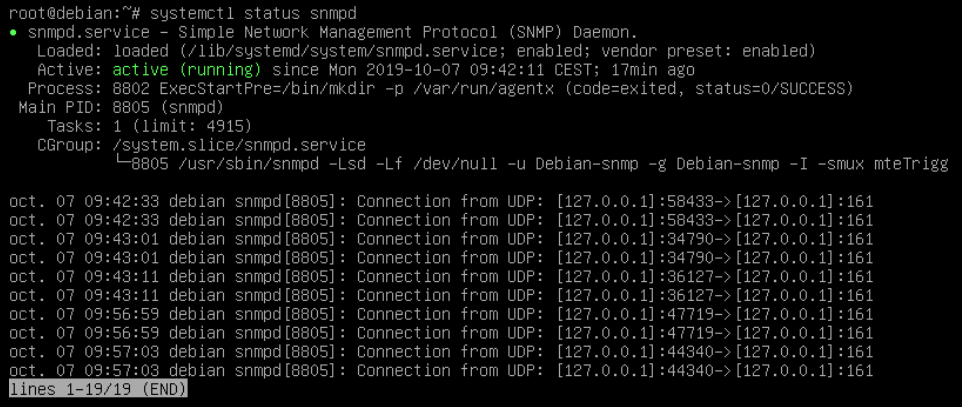 root@debian:~# systemctl status snmpd
● snmpd.service – Simple Network Management Protocol (SNMP) Daemon.
   Loaded: loaded (/lib/systemd/system/snmpd.service; enabled; vendor preset: enabled)
   Active: active (running) since Mon 2019-10-07 09:42:11 CEST; 17min ago
  Process: 8802 ExecStartPre=/bin/mkdir -p /var/run/agentx (code=exited, status=0/SUCCESS)
 Main PID: 8805 (snmpd)
    Tasks: 1 (limit: 4915)
   CGroup: /system.slice/snmpd.service
           └─8805 /usr/sbin/snmpd -Lsd -Lf /dev/null -u Debian-snmp -g Debian-snmp -I -smux mteTrigg
oct. 07 09:42:33 debian snmpd[8805]: Connection from UDP: [127.0.0.1]:58433->[127.0.0.1]:161
oct. 07 09:42:33 debian snmpd[8805]: Connection from UDP: [127.0.0.1]:58433->[127.0.0.1]:161
oct. 07 09:43:01 debian snmpd[8805]: Connection from UDP: [127.0.0.1]:34790->[127.0.0.1]:161
oct. 07 09:43:01 debian snmpd[8805]: Connection from UDP: [127.0.0.1]:34790->[127.0.0.1]:161
oct. 07 09:43:11 debian snmpd[8805]: Connection from UDP: [127.0.0.1]:36127->[127.0.0.1]:161
oct. 07 09:43:11 debian snmpd[8805]: Connection from UDP: [127.0.0.1]:36127->[127.0.0.1]:161
oct. 07 09:56:59 debian snmpd[8805]: Connection from UDP: [127.0.0.1]:47719->[127.0.0.1]:161
oct. 07 09:56:59 debian snmpd[8805]: Connection from UDP: [127.0.0.1]:47719->[127.0.0.1]:161
oct. 07 09:57:03 debian snmpd[8805]: Connection from UDP: [127.0.0.1]:44340->[127.0.0.1]:161
oct. 07 09:57:03 debian snmpd[8805]: Connection from UDP: [127.0.0.1]:44340->[127.0.0.1]:161
lines 1-19/19 (END)